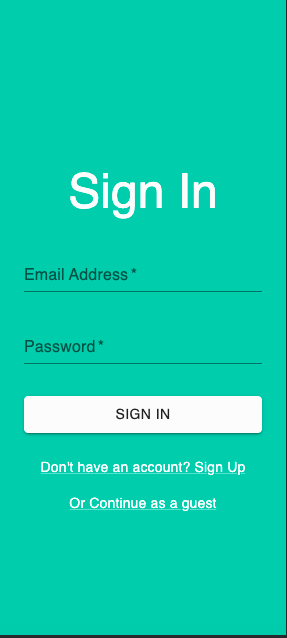 Sign In
Email Address *
Password *
SIGN IN
Don't have an account? Sign Up
Or Continue as a guest